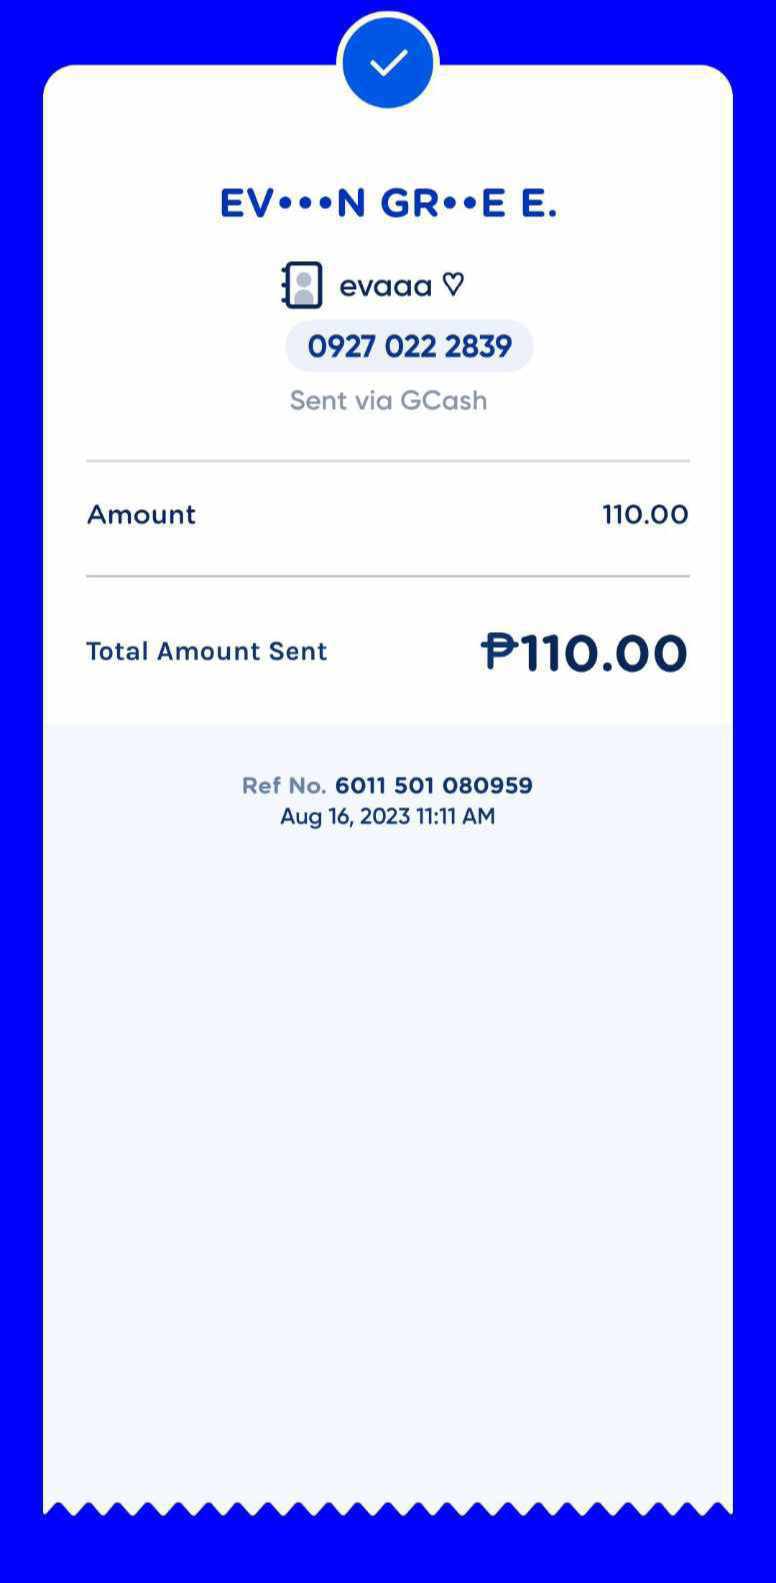 EV•••N GR••E E.
evaaa ♡
0927 022 2839
Sent via GCash
Amount 110.00
Total Amount Sent ₱110.00
Ref No. 6011 501 080959
Aug 16, 2023 11:11 AM